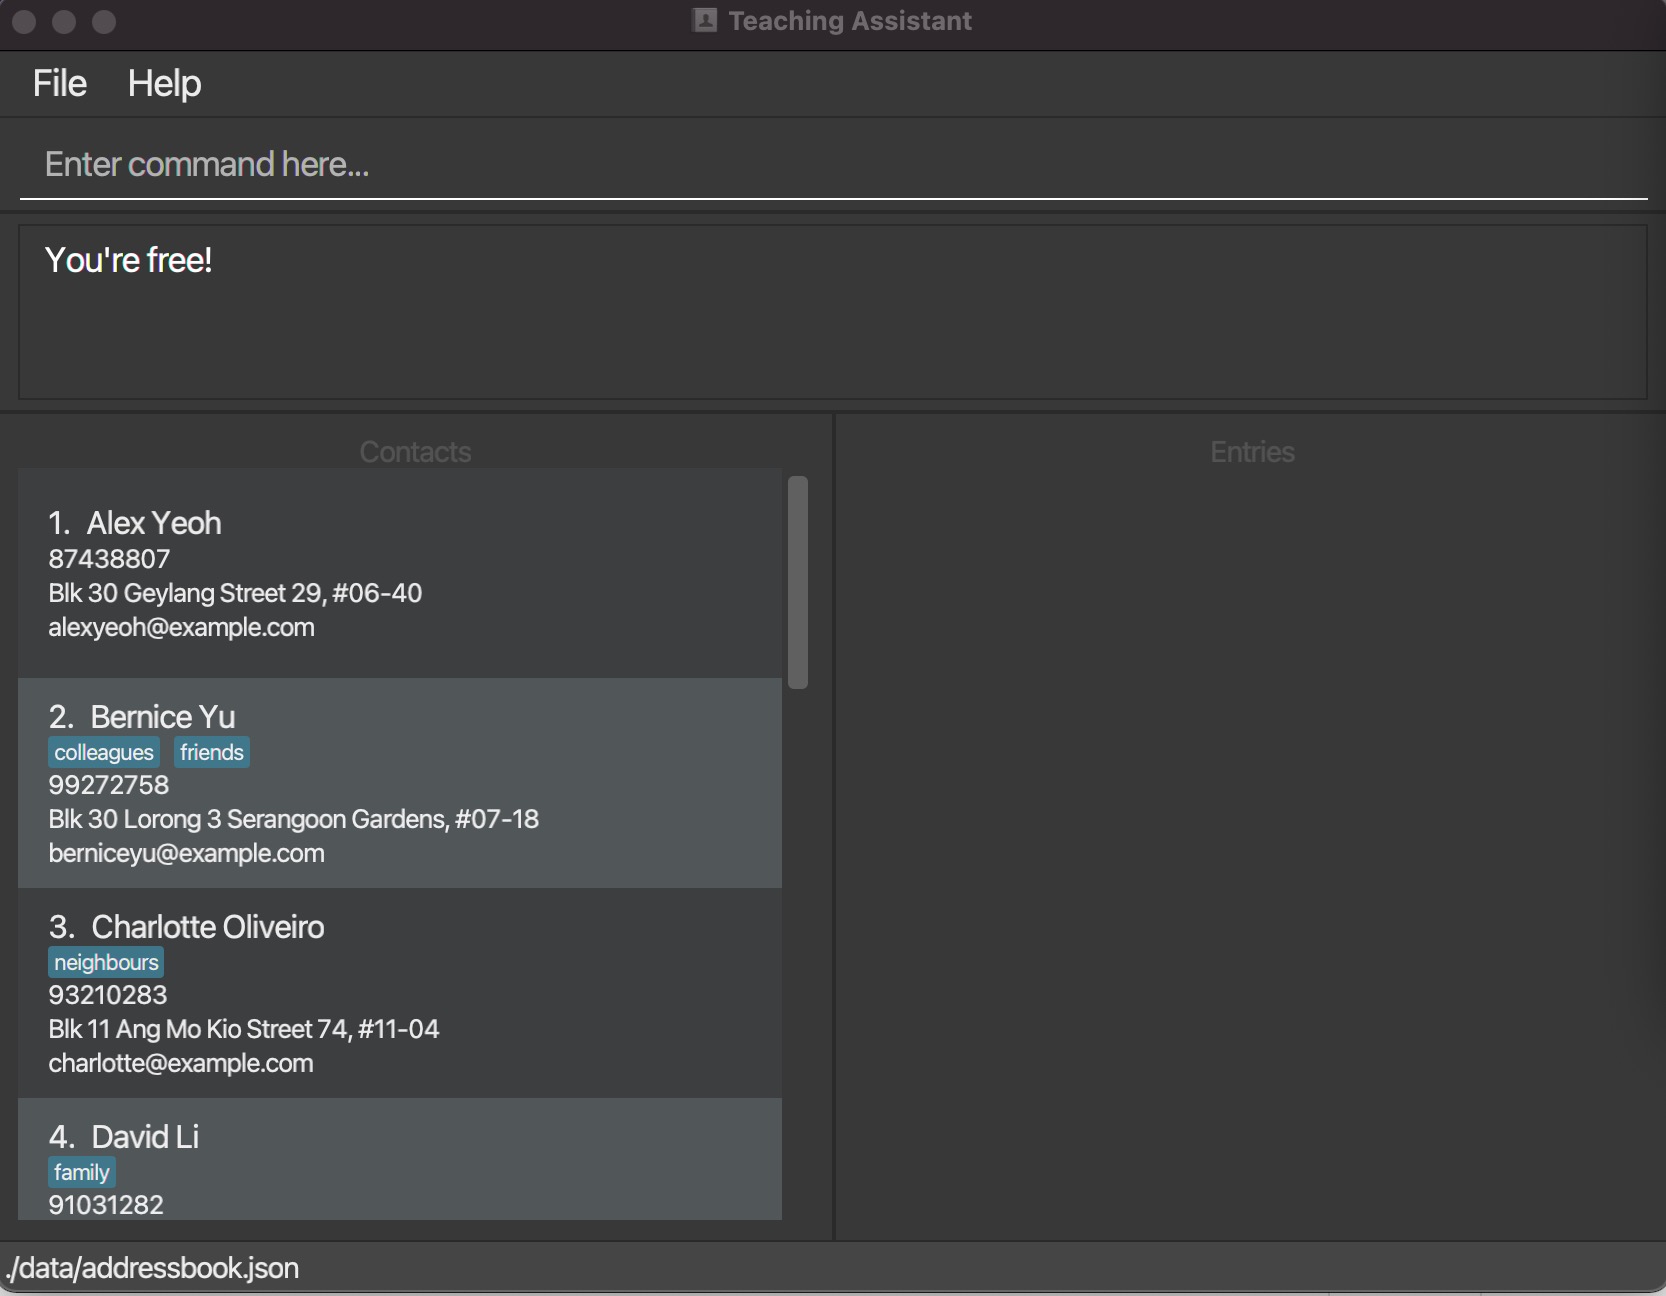 Teaching Assistant
File Help
Enter command here...
You're free!
Contacts
1. Alex Yeoh
87438807
Blk 30 Geylang Street 29, #06-40
alexyeoh@example.com
2. Bernice Yu
colleagues friends
99272758
Blk 30 Lorong 3 Serangoon Gardens, #07-18
berniceyu@example.com
3. Charlotte Oliveiro
neighbours
93210283
Blk 11 Ang Mo Kio Street 74, #11-04
charlotte@example.com
4. David Li
family
91031282
Entries
./data/addressbook.json